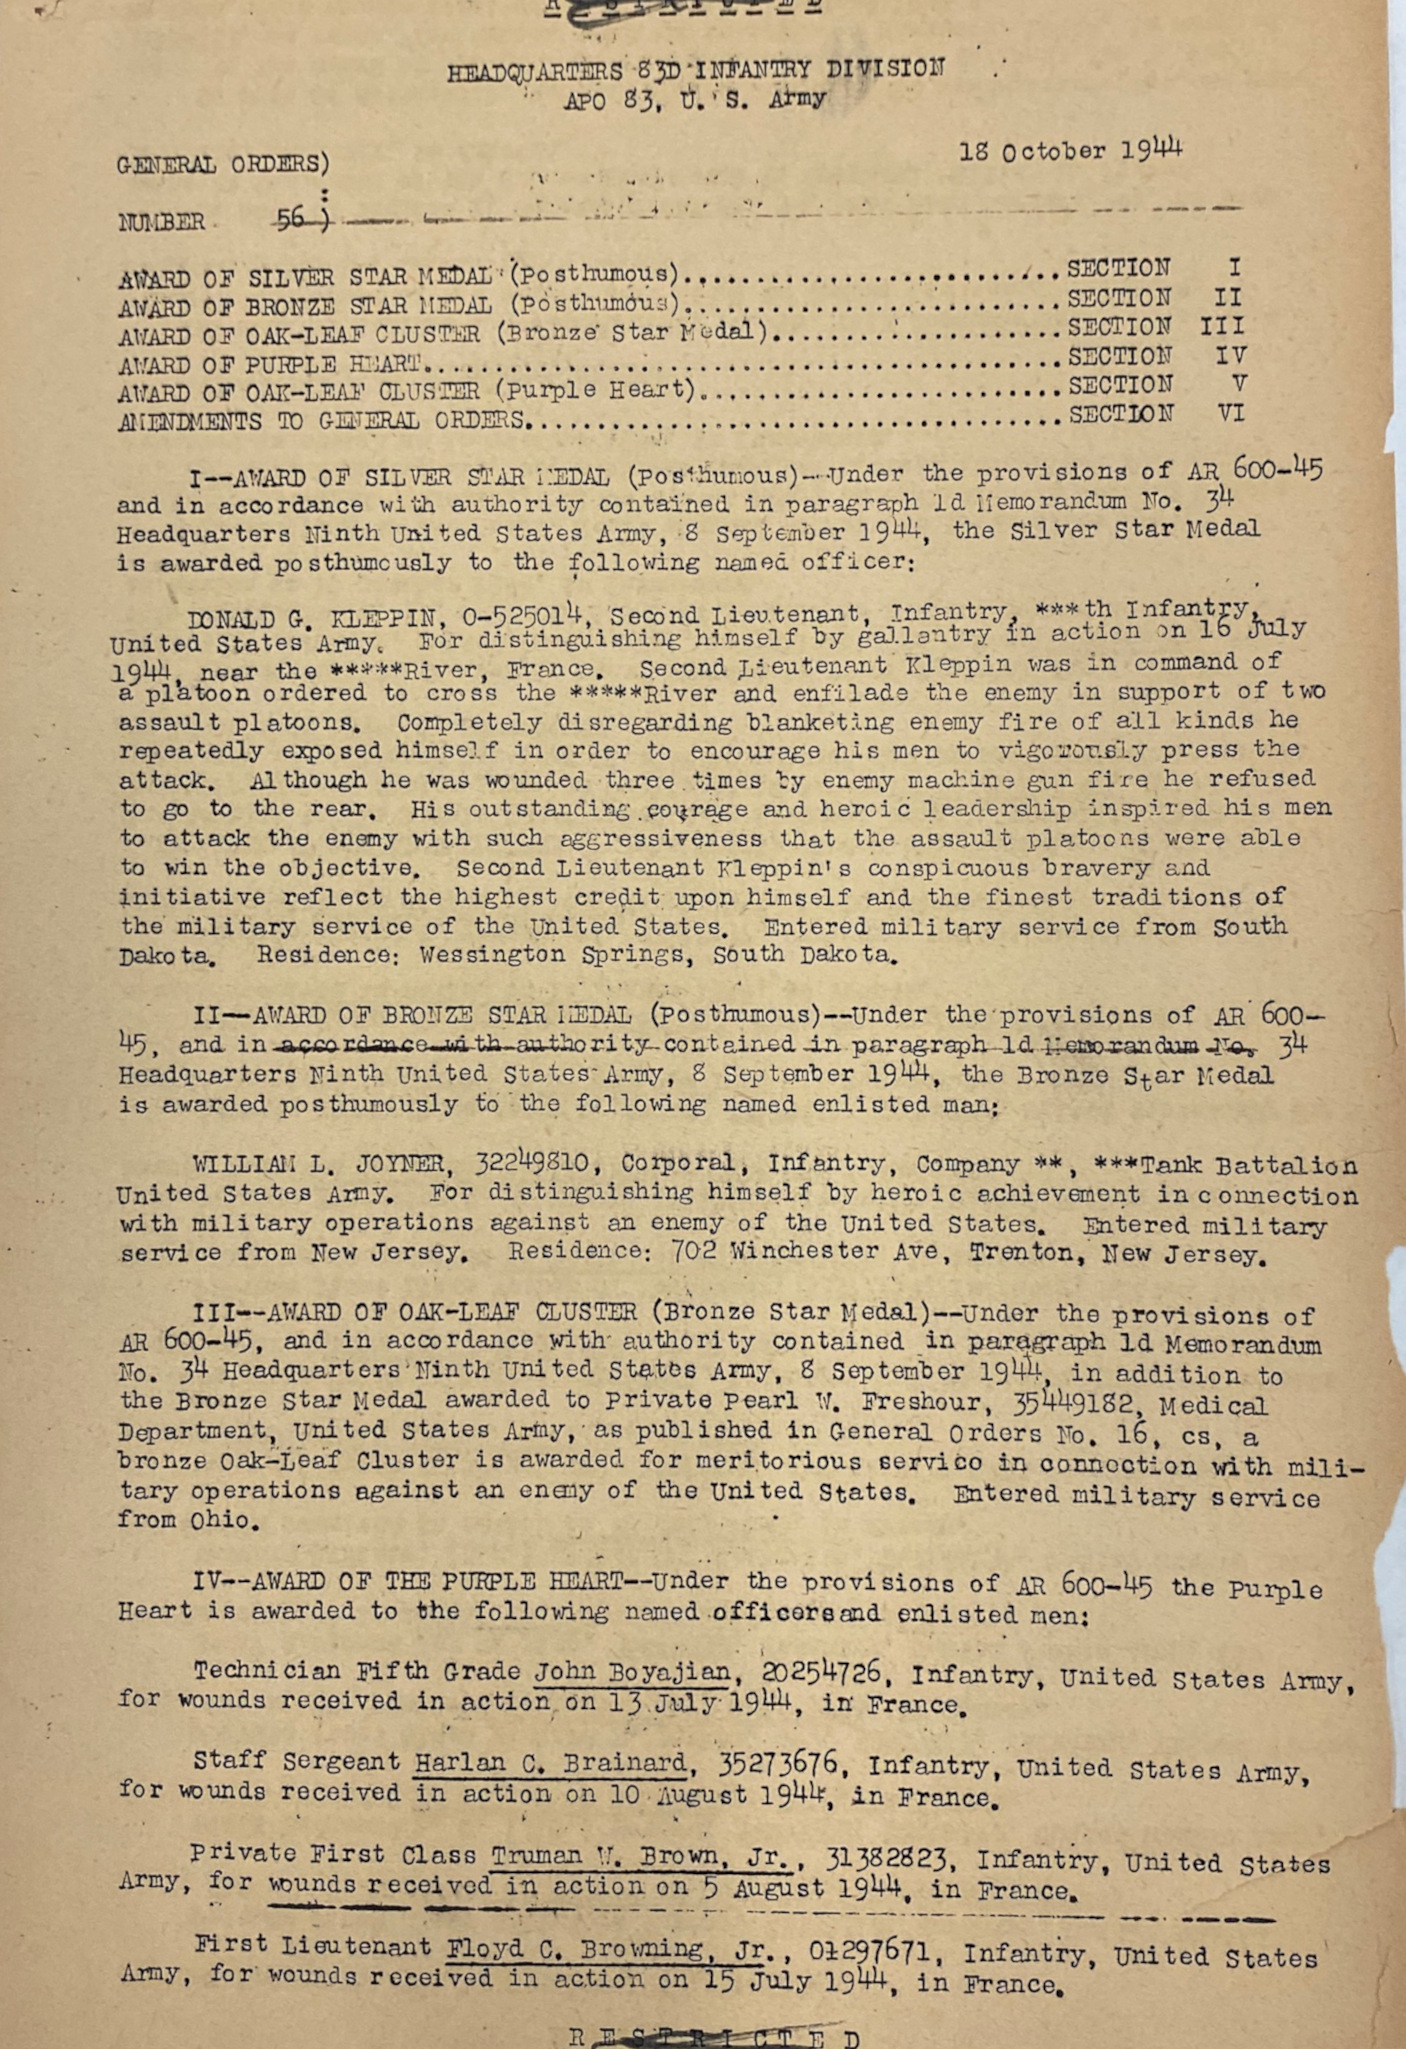 RESTRICTED
HEADQUARTERS 83D INFANTRY DIVISION
APO 83, U. S. Army
18 October 1944
GENERAL ORDERS)
:
NUMBER 56 )
AWARD OF SILVER STAR MEDAL (Posthumous)..............................SECTION I
AWARD OF BRONZE STAR MEDAL (Posthumous)..............................SECTION II
AWARD OF OAK-LEAF CLUSTER (Bronze Star Medal)........................SECTION III
AWARD OF PURPLE HEART................................................SECTION IV
AWARD OF OAK-LEAF CLUSTER (Purple Heart).............................SECTION V
AMENDMENTS TO GENERAL ORDERS.........................................SECTION VI
I--AWARD OF SILVER STAR MEDAL (Posthumous)--Under the provisions of AR 600-45
and in accordance with authority contained in paragraph 1d Memorandum No. 34
Headquarters Ninth United States Army, 8 September 1944, the Silver Star Medal
is awarded posthumously to the following named officer:
DONALD G. KLEPPIN, O-525014, Second Lieutenant, Infantry, ***th Infantry,
United States Army. For distinguishing himself by gallantry in action on 16 July
1944, near the *****River, France. Second Lieutenant Kleppin was in command of
a platoon ordered to cross the *****River and enfilade the enemy in support of two
assault platoons. Completely disregarding blanketing enemy fire of all kinds he
repeatedly exposed himself in order to encourage his men to vigorously press the
attack. Although he was wounded three times by enemy machine gun fire he refused
to go to the rear. His outstanding courage and heroic leadership inspired his men
to attack the enemy with such aggressiveness that the assault platoons were able
to win the objective. Second Lieutenant Kleppin's conspicuous bravery and
initiative reflect the highest credit upon himself and the finest traditions of
the military service of the United States. Entered military service from South
Dakota. Residence: Wessington Springs, South Dakota.
II--AWARD OF BRONZE STAR MEDAL (Posthumous)--Under the provisions of AR 600-
45, and in accordance with authority contained in paragraph 1d Memorandum No. 34
Headquarters Ninth United States Army, 8 September 1944, the Bronze Star Medal
is awarded posthumously to the following named enlisted man:
WILLIAM L. JOYNER, 32249810, Corporal, Infantry, Company **, ***Tank Battalion
United States Army. For distinguishing himself by heroic achievement in connection
with military operations against an enemy of the United States. Entered military
service from New Jersey. Residence: 702 Winchester Ave, Trenton, New Jersey.
III--AWARD OF OAK-LEAF CLUSTER (Bronze Star Medal)--Under the provisions of
AR 600-45, and in accordance with authority contained in paragraph 1d Memorandum
No. 34 Headquarters Ninth United States Army, 8 September 1944, in addition to
the Bronze Star Medal awarded to Private Pearl W. Freshour, 35449182, Medical
Department, United States Army, as published in General Orders No. 16, cs, a
bronze Oak-Leaf Cluster is awarded for meritorious service in connection with mili-
tary operations against an enemy of the United States. Entered military service
from Ohio.
IV--AWARD OF THE PURPLE HEART--Under the provisions of AR 600-45 the Purple
Heart is awarded to the following named officers and enlisted men:
Technician Fifth Grade John Boyajian, 20254726, Infantry, United States Army,
for wounds received in action on 13 July 1944, in France.
Staff Sergeant Harlan C. Brainard, 35273676, Infantry, United States Army,
for wounds received in action on 10 August 1944, in France.
Private First Class Truman W. Brown, Jr., 31382823, Infantry, United States
Army, for wounds received in action on 5 August 1944, in France.
First Lieutenant Floyd C. Browning, Jr., 01297671, Infantry, United States
Army, for wounds received in action on 15 July 1944, in France.
RESTRICTED